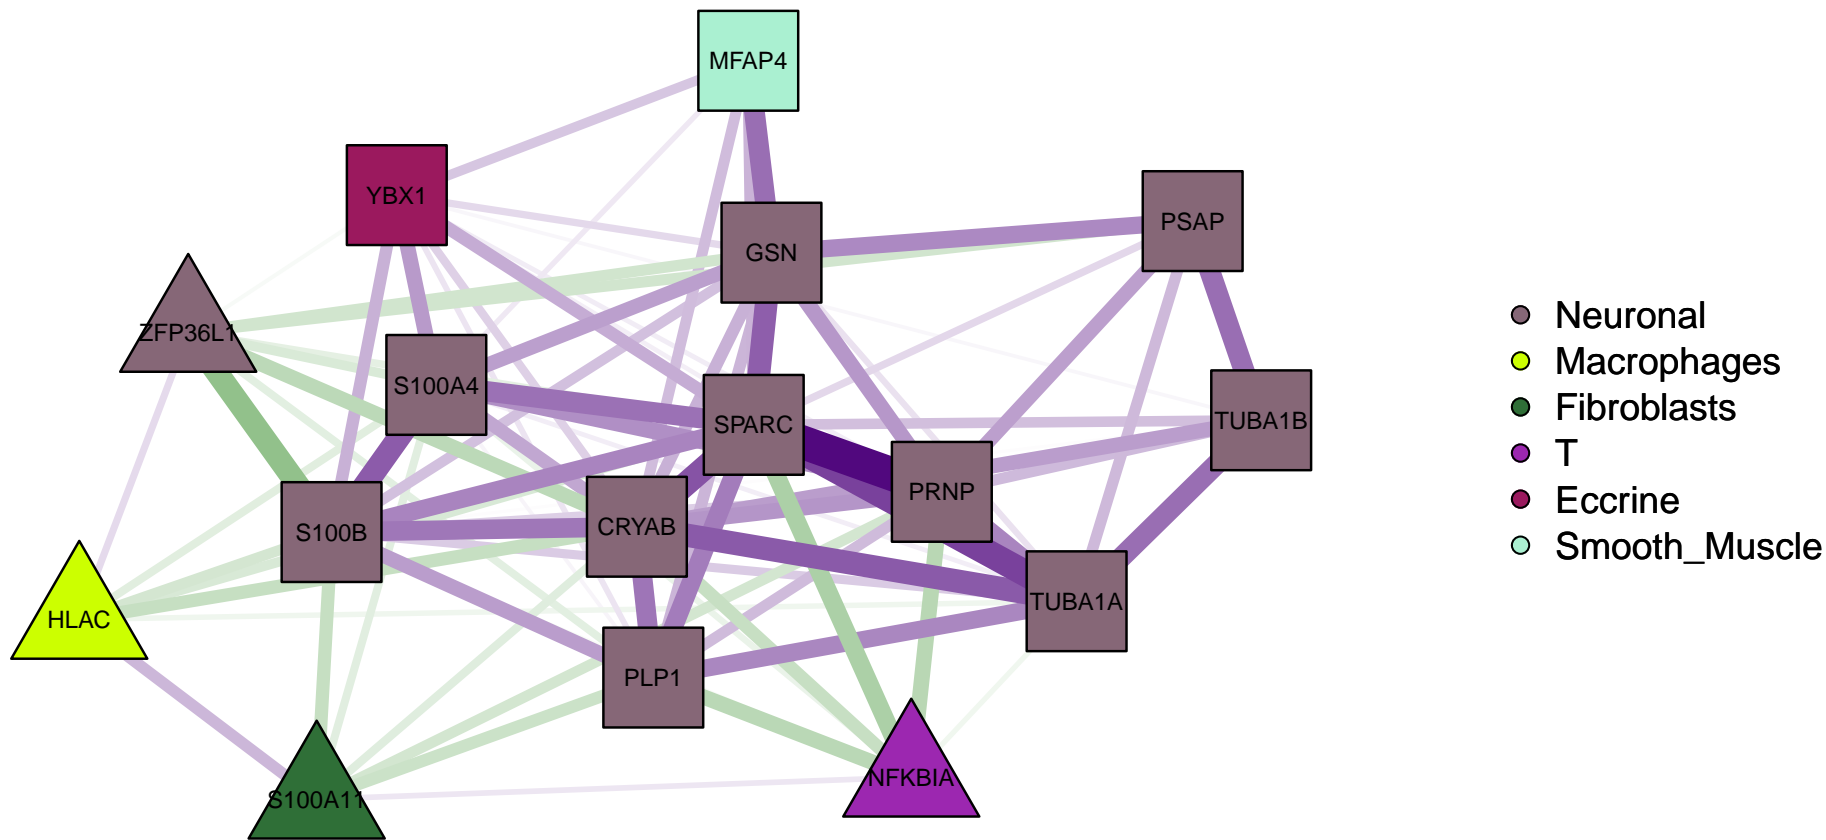 MFAP4
YBX1
PSAP
GSN
ZFP36L1
S100A4
SPARC
TUBA1B
PRNP
S100B
CRYAB
TUBA1A
HLAC
PLP1
NFKBIA
S100A11
Neuronal
Macrophages
Fibroblasts
T
Eccrine
Smooth_Muscle